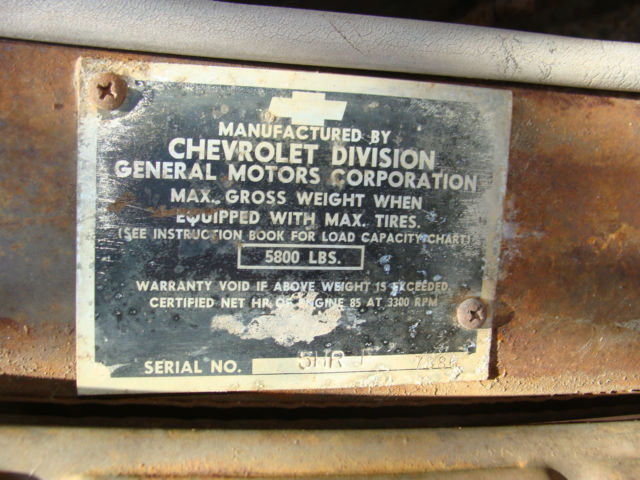 MANUFACTURED BY
CHEVROLET DIVISION
GENERAL MOTORS CORPORATION
MAX. GROSS WEIGHT WHEN
EQUIPPED WITH MAX. TIRES.
(SEE INSTRUCTION BOOK FOR LOAD CAPACITY CHART)
5800 LBS.
WARRANTY VOID IF ABOVE WEIGHT IS EXCEEDED.
CERTIFIED NET HP. OF ENGINE 85 AT 3300 RPM
SERIAL NO.